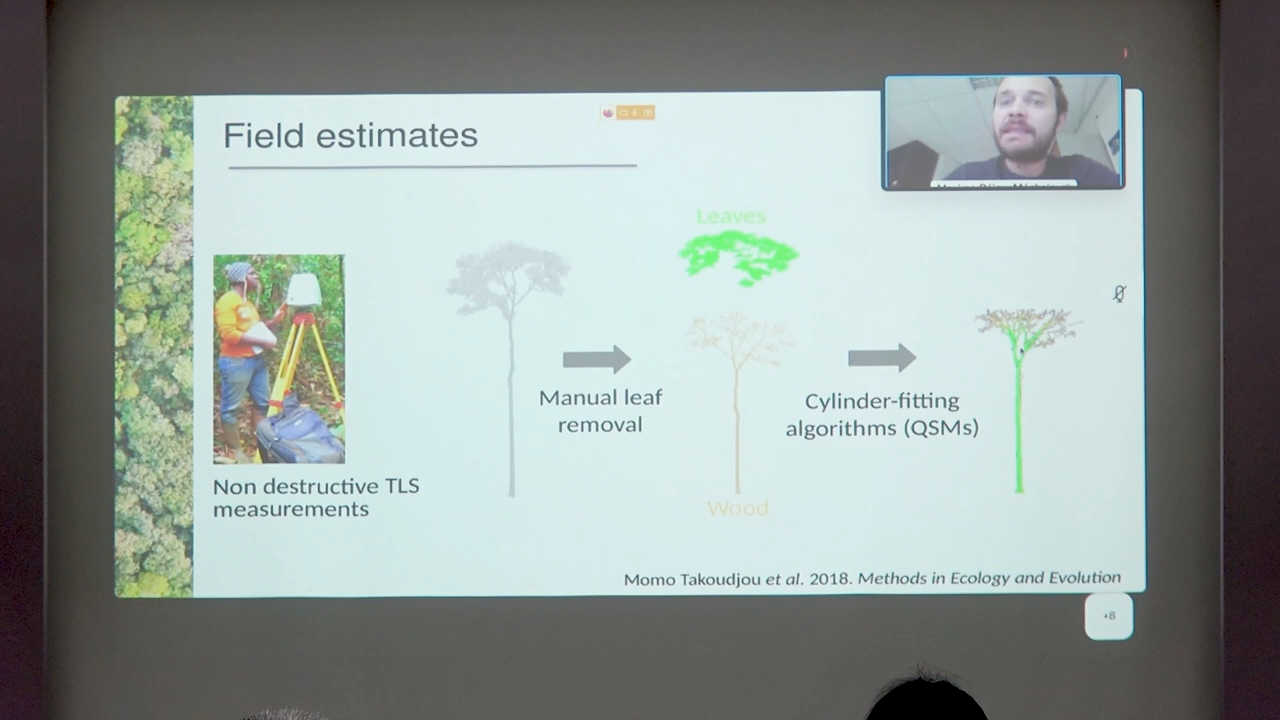 Field estimates
Leaves
Manual leaf
removal
Cylinder-fitting
algorithms (QSMs)
Non destructive TLS
measurements
Wood
Momo Takoudjou et al. 2018. Methods in Ecology and Evolution
+8